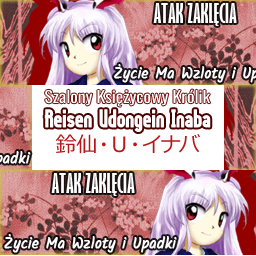 ATAK ZAKLĘCIA
Życie Ma Wzloty i
Szalony Księżycowy Królik
Reisen Udongein Inaba
鈴仙・U・イナバ
Upadki
ATAK ZAKLĘCIA
Życie Ma Wzloty i Upadki